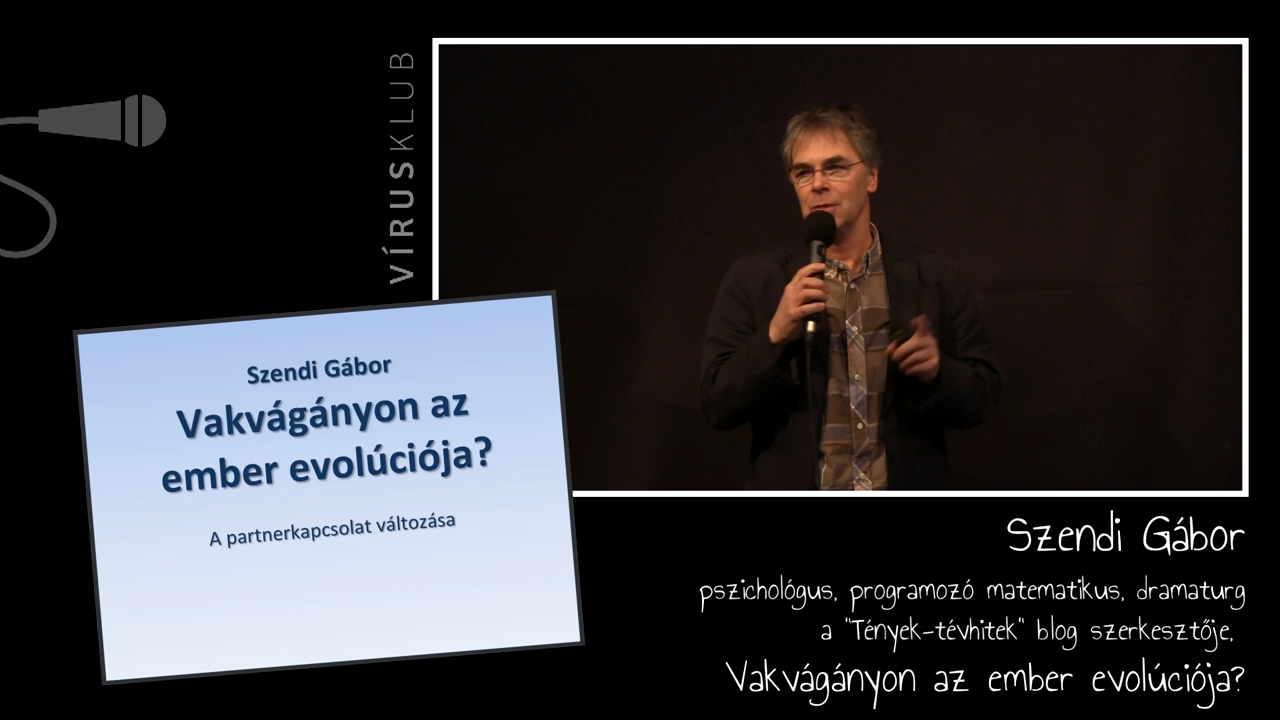 VÍRUSKLUB
Szendi Gábor
Vakvágányon az
ember evolúciója?
A partnerkapcsolat változása
Szendi Gábor
pszichológus, programozó matematikus, dramaturg
a "Tények-tévhitek" blog szerkesztője,
Vakvágányon az ember evolúciója?